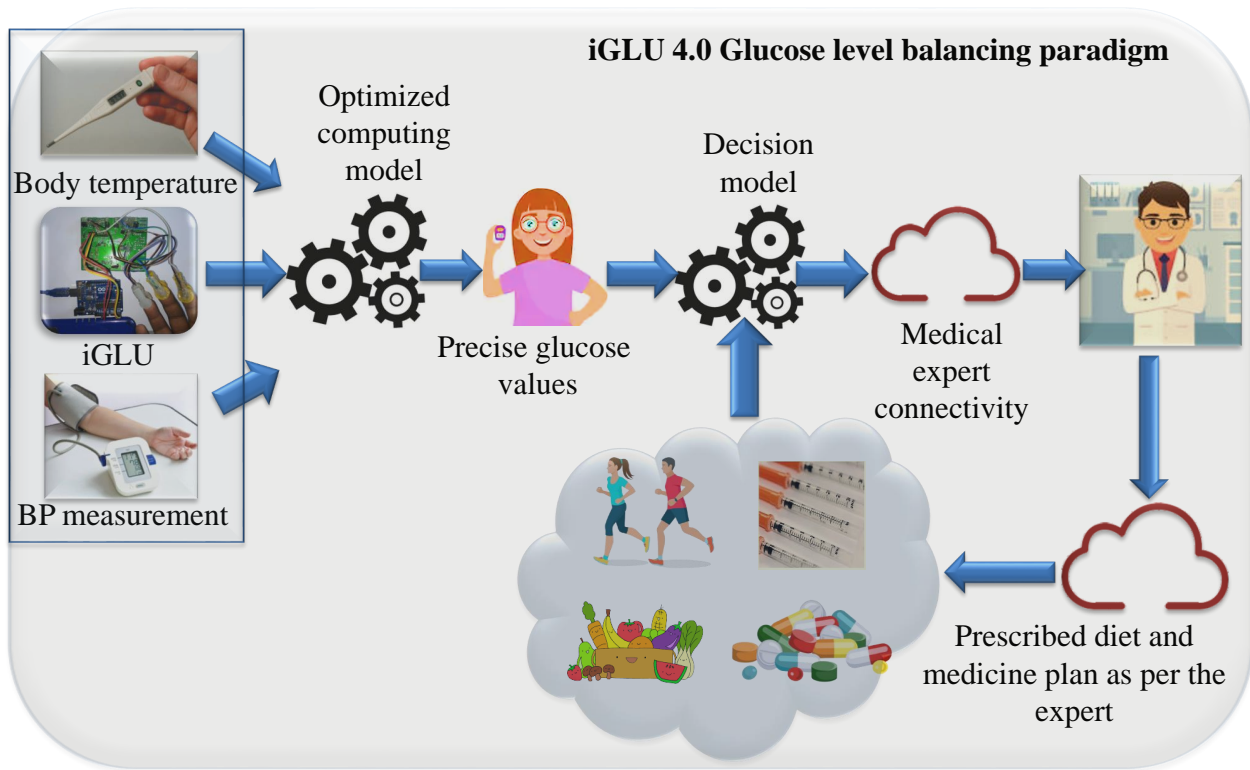 iGLU 4.0 Glucose level balancing paradigm
Optimized
computing
model
Decision
model
Body temperature
iGLU
Precise glucose
values
Medical
expert
connectivity
BP measurement
Prescribed diet and
medicine plan as per the
expert